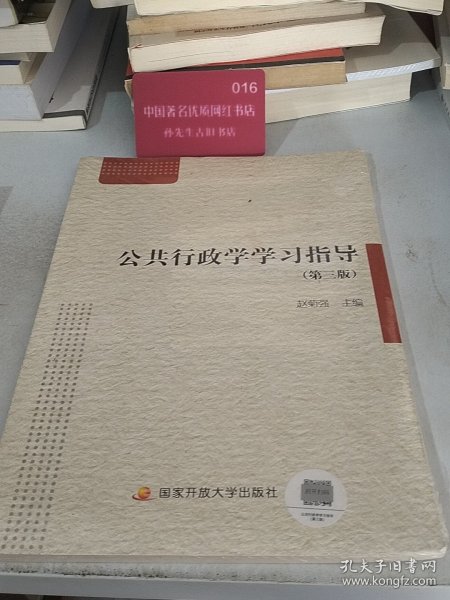 016
中国著名优质网红书店
孙先生古旧书店
公共行政学学习指导
（第三版）
赵菊强 主编
国家开放大学出版社
孔夫子旧书网
www.kongfz.com